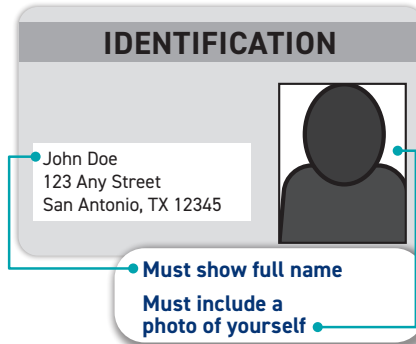 IDENTIFICATION
John Doe
123 Any Street
San Antonio, TX 12345
Must show full name
Must include a
photo of yourself